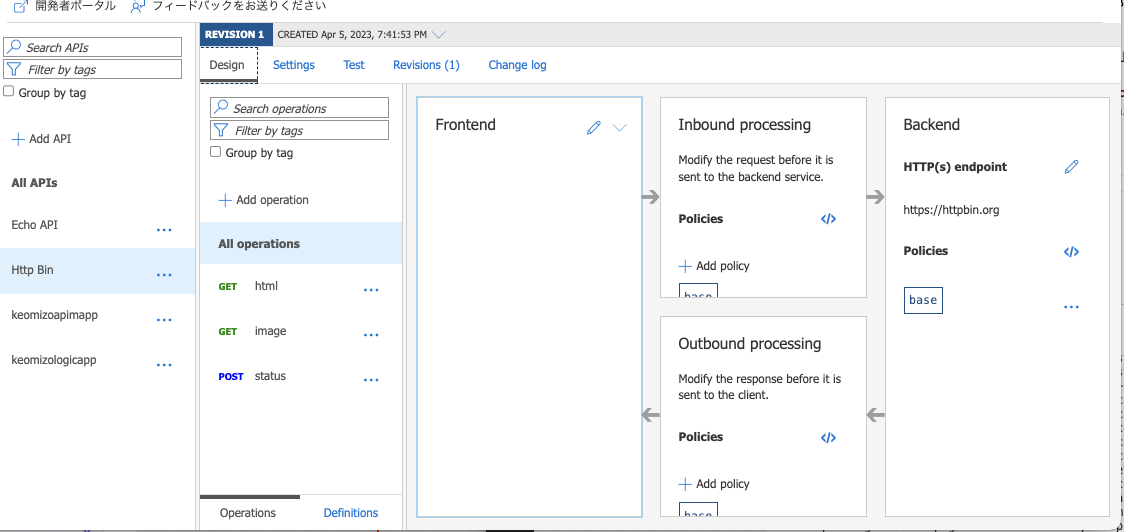 開発者ポータル フィードバックをお送りください
Search APIs
Filter by tags
Group by tag
Add API
All APIs
Echo API
Http Bin
keomizoapimapp
keomizologicapp
REVISION 1 CREATED Apr 5, 2023, 7:41:53 PM
Design Settings Test Revisions (1) Change log
Search operations
Filter by tags
Group by tag
Add operation
All operations
GET html
GET image
POST status
Operations Definitions
Frontend
Inbound processing
Modify the request before it is
sent to the backend service.
Policies </>
Add policy
base
Outbound processing
Modify the response before it is
sent to the client.
Policies </>
Add policy
base
Backend
HTTP(s) endpoint
https://httpbin.org
Policies </>
base